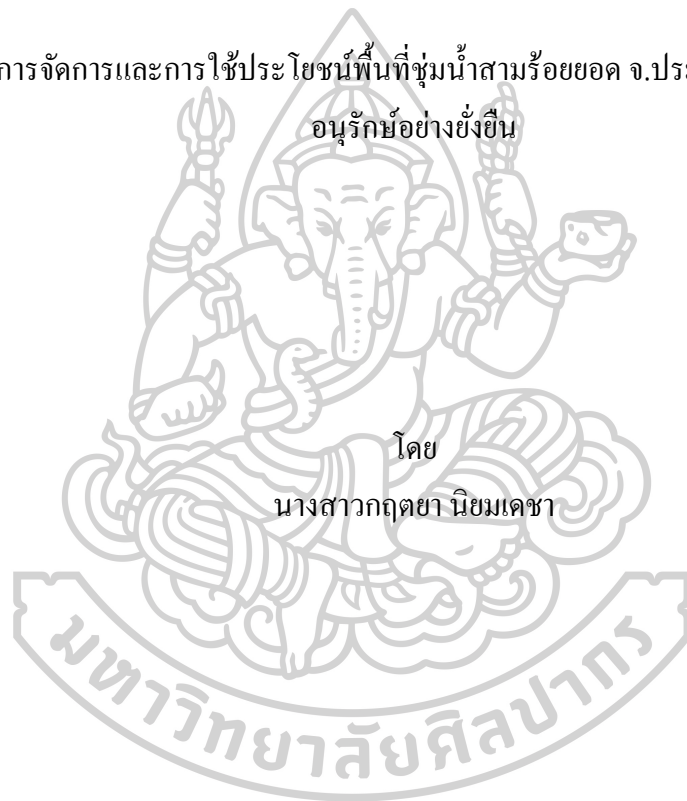 การจัดการและการใช้ประโยชน์พื้นที่ชุ่มน้ำสามร้อยยอด จ.ประ
อนุรักษ์อย่างยั่งยืน
โดย
นางสาวกฤตยา นิยมเดชา
มหาวิทยาลัยศิลปากร